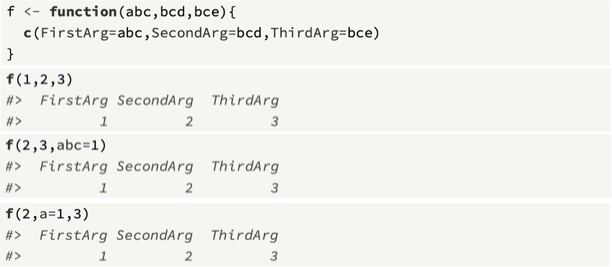 f <- function(abc,bcd,bce){
  c(FirstArg=abc,SecondArg=bcd,ThirdArg=bce)
}
f(1,2,3)
#>  FirstArg SecondArg  ThirdArg
#>         1         2         3
f(2,3,abc=1)
#>  FirstArg SecondArg  ThirdArg
#>         1         2         3
f(2,a=1,3)
#>  FirstArg SecondArg  ThirdArg
#>         1         2         3